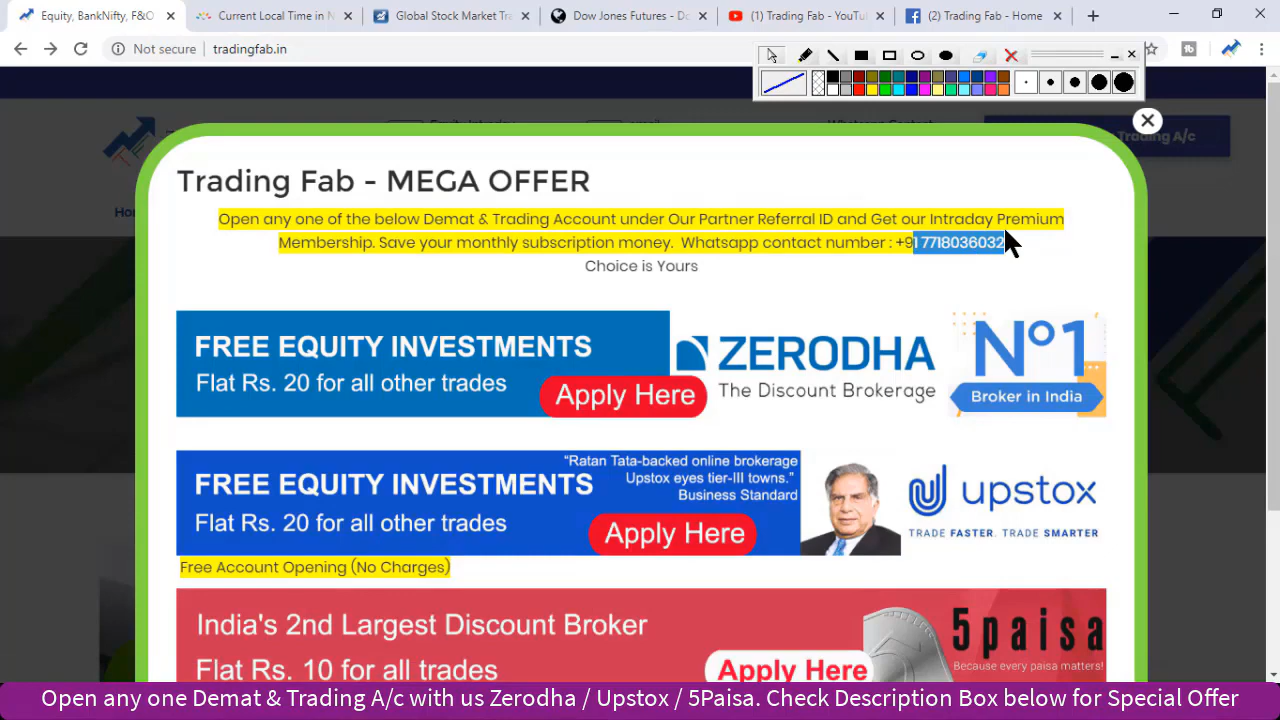 Equity, BankNifty, F&O
Current Local Time in N
Global Stock Market Tra
Dow Jones Futures - Do
(1) Trading Fab - YouTu
(2) Trading Fab - Home
Not secure
tradingfab.in
Trading A/c
Trading Fab - MEGA OFFER
Open any one of the below Demat & Trading Account under Our Partner Referral ID and Get our Intraday Premium
Membership. Save your monthly subscription money. Whatsapp contact number : +91 7718036032
Choice is Yours
FREE EQUITY INVESTMENTS
Flat Rs. 20 for all other trades
Apply Here
ZERODHA
The Discount Brokerage
Nº1
Broker in India
FREE EQUITY INVESTMENTS
Flat Rs. 20 for all other trades
"Ratan Tata-backed online brokerage
Upstox eyes tier-III towns."
Business Standard
Apply Here
upstox
TRADE FASTER. TRADE SMARTER
Free Account Opening (No Charges)
India's 2nd Largest Discount Broker
Flat Rs. 10 for all trades
Apply Here
5paisa
Because every paisa matters!
Open any one Demat & Trading A/c with us Zerodha / Upstox / 5Paisa. Check Description Box below for Special Offer